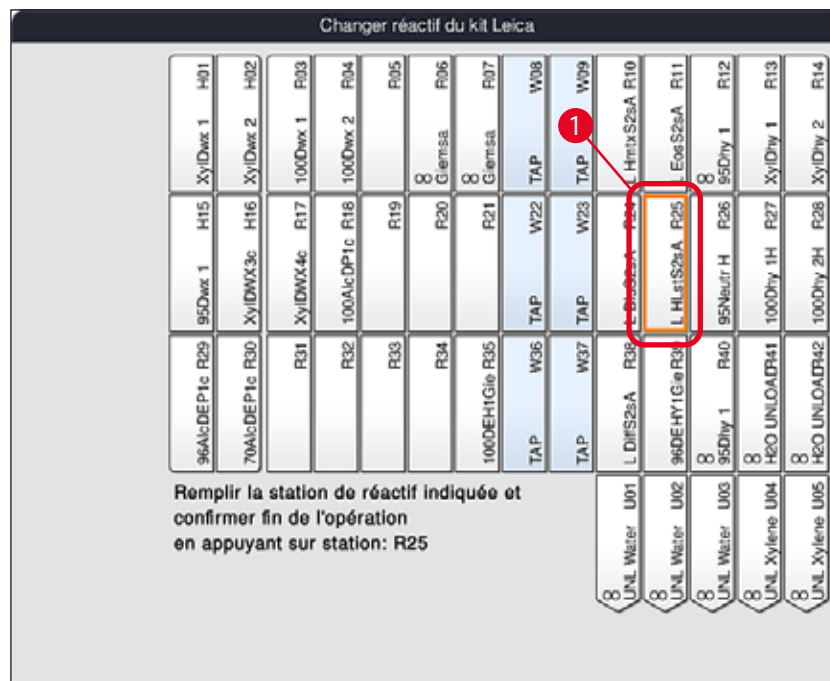 Changer réactif du kit Leica
H01 XylDwx 1
H02 XylDwx 2
R03 100Dwx 1
R04 100Dwx 2
R05
R06 ∞ Giemsa
R07 ∞ Giemsa
W08 TAP
W09 TAP
R10 L HmtxS2sA
R11 L EosS2sA
R12 ∞ 95Dhy 1
R13 XylDhy 1
R14 XylDhy 2
1
H15 95Dwx 1
H16 XylDWX3c
R17 XylDWX4c
R18 100AlcDP1c
R19
R20
R21
W22 TAP
W23 TAP
R24
R25 L HLstS2sA
R26 95Neutr H
R27 100Dhy 1H
R28 100Dhy 2H
R29 96AlcDEP1c
R30 70AlcDEP1c
R31
R32
R33
R34
R35 100DEH1Gie
W36 TAP
W37 TAP
R38 L DiffS2sA
R39 96DEHY1Gie
R40 ∞ 95Dhy 1
R41 ∞ H2O UNLOAD
R42 ∞ H2O UNLOAD
U01 ∞ UNL Water
U02 ∞ UNL Water
U03 ∞ UNL Water
U04 ∞ UNL Xylene
U05 ∞ UNL Xylene
Remplir la station de réactif indiquée et
confirmer fin de l'opération
en appuyant sur station: R25